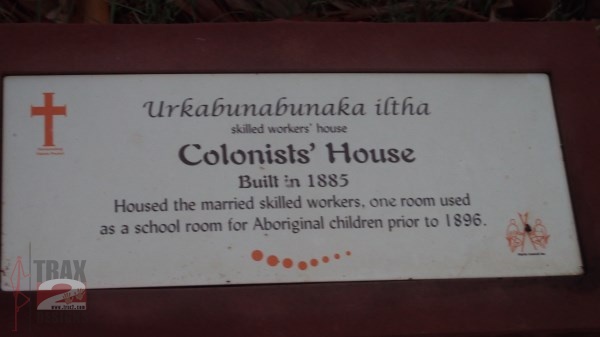 Urkabunabunaka iltha
skilled workers' house
Colonists' House
Built in 1885
Housed the married skilled workers, one room used
as a school room for Aboriginal children prior to 1896.
TRAX
2